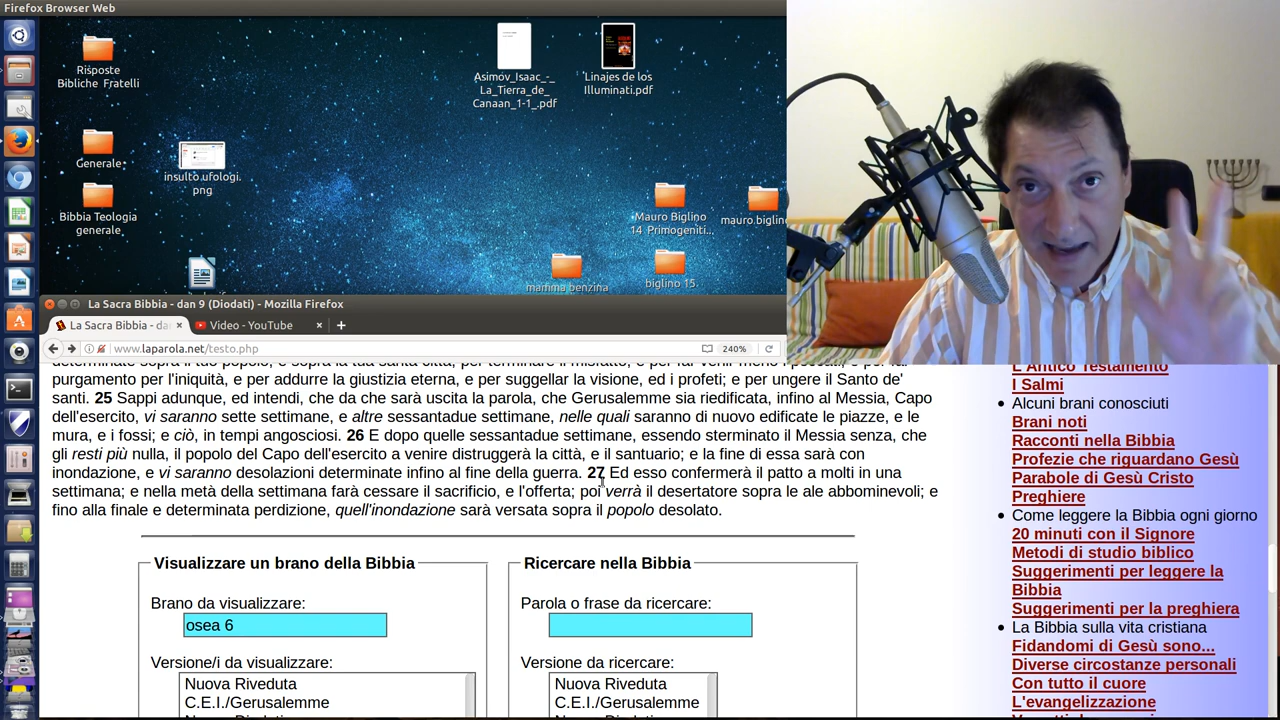 Firefox Browser Web
Risposte
Bibliche Fratelli
Generale
Bibbia Teologia
generale
insulto.ufologi.
png
Asimov_Isaac_-_
La_Tierra_de_
Canaan_1-1_.pdf
Linajes de los
Illuminati.pdf
Mauro Biglino
14 Primogeniti...
mauro.biglin
mamma benzina
biglino 15.
La Sacra Bibbia - dan 9 (Diodati) - Mozilla Firefox
La Sacra Bibbia - da
Video - YouTube
www.laparola.net/testo.php
240%
purgamento per l'iniquità, e per addurre la giustizia eterna, e per suggellar la visione, ed i profeti; e per ungere il Santo de'
santi. 25 Sappi adunque, ed intendi, che da che sarà uscita la parola, che Gerusalemme sia riedificata, infino al Messia, Capo
dell'esercito, vi saranno sette settimane, e altre sessantadue settimane, nelle quali saranno di nuovo edificate le piazze, e le
mura, e i fossi; e ciò, in tempi angosciosi. 26 E dopo quelle sessantadue settimane, essendo sterminato il Messia senza, che
gli resti più nulla, il popolo del Capo dell'esercito a venire distruggerà la città, e il santuario; e la fine di essa sarà con
inondazione, e vi saranno desolazioni determinate infino al fine della guerra. 27 Ed esso confermerà il patto a molti in una
settimana; e nella metà della settimana farà cessare il sacrificio, e l'offerta; poi verrà il desertatore sopra le ale abbominevoli; e
fino alla finale e determinata perdizione, quell'inondazione sarà versata sopra il popolo desolato.
Visualizzare un brano della Bibbia
Brano da visualizzare:
osea 6
Versione/i da visualizzare:
Nuova Riveduta
C.E.I./Gerusalemme
Ricercare nella Bibbia
Parola o frase da ricercare:
Versione da ricercare:
Nuova Riveduta
C.E.I./Gerusalemme
L'Antico Testamento
I Salmi
Alcuni brani conosciuti
Brani noti
Racconti nella Bibbia
Profezie che riguardano Gesù
Parabole di Gesù Cristo
Preghiere
Come leggere la Bibbia ogni giorno
20 minuti con il Signore
Metodi di studio biblico
Suggerimenti per leggere la
Bibbia
Suggerimenti per la preghiera
La Bibbia sulla vita cristiana
Fidandomi di Gesù sono...
Diverse circostanze personali
Con tutto il cuore
L'evangelizzazione